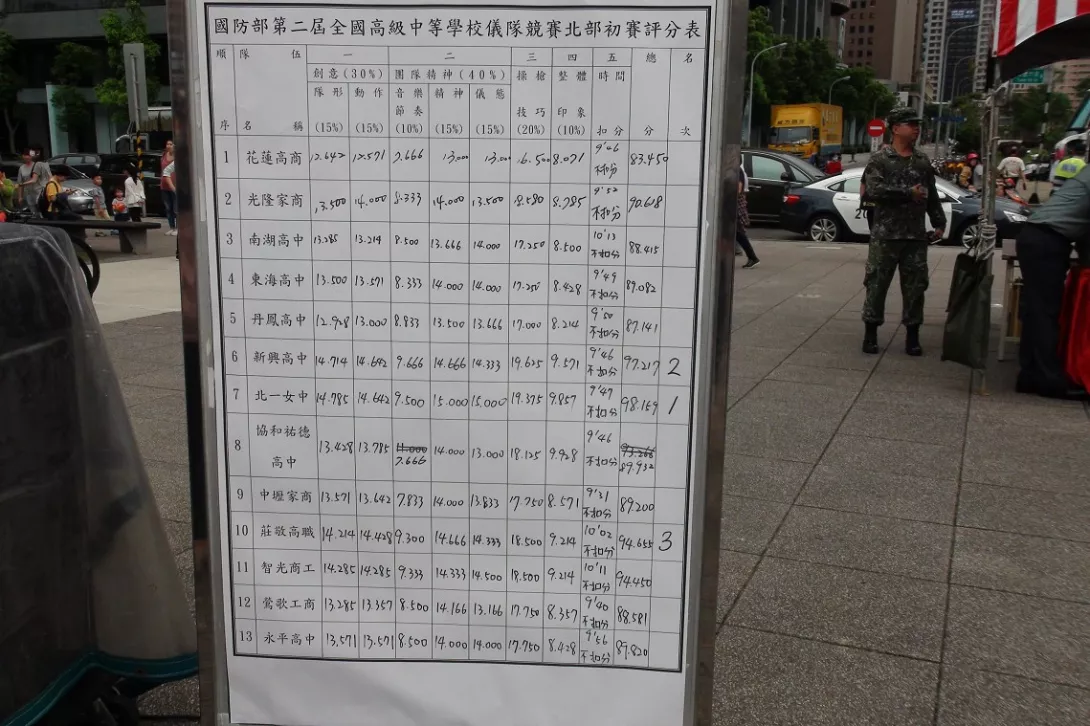 國防部第二屆全國高級中等學校儀隊競賽北部初賽評分表
順序 隊伍名稱 一 二 三 四 五 總分 名次
創意(30%) 團隊精神(40%) 操槍技巧(20%) 整體印象(10%) 時間扣分
隊形(15%) 動作(15%) 音樂節奏(10%) 精神(15%) 儀態(15%)
1 花蓮高商 12.642 12.571 7.666 13.000 13.000 16.500 8.071 9'46 不扣分 83.450
2 光隆家商 13.500 14.000 8.333 14.000 13.500 8.785 9'52 不扣分 90.618
3 南湖高中 13.285 13.214 8.500 13.666 14.000 17.250 8.500 10'13 不扣分 88.415
4 東海高中 13.500 13.571 8.333 14.000 14.000 17.250 8.428 9'49 不扣分 89.082
5 丹鳳高中 12.928 13.000 8.833 13.500 13.666 17.000 8.214 9'50 不扣分 87.141
6 新興高中 14.714 14.642 9.666 14.666 14.333 19.625 9.571 9'46 不扣分 97.217 2
7 北一女中 14.785 14.642 9.500 15.000 15.000 19.375 9.857 9'47 不扣分 98.159 1
8 協和祐德高中 13.428 13.785 11.000 7.666 14.000 13.000 18.125 9.928 9'46 不扣分 93.266 89.932
9 中壢家商 13.571 13.642 7.833 14.000 13.833 17.750 8.571 9'31 不扣分 89.200
10 莊敬高職 14.214 14.428 9.300 14.666 14.333 18.500 9.214 10'02 不扣分 94.655 3
11 智光商工 14.285 14.285 9.333 14.333 14.500 18.500 9.214 10'11 不扣分 94.450
12 鶯歌工商 13.285 13.357 8.500 14.166 13.166 17.750 8.357 9'40 不扣分 88.581
13 永平高中 13.571 13.571 8.500 14.000 14.000 17.750 8.428 9'56 不扣分 89.820